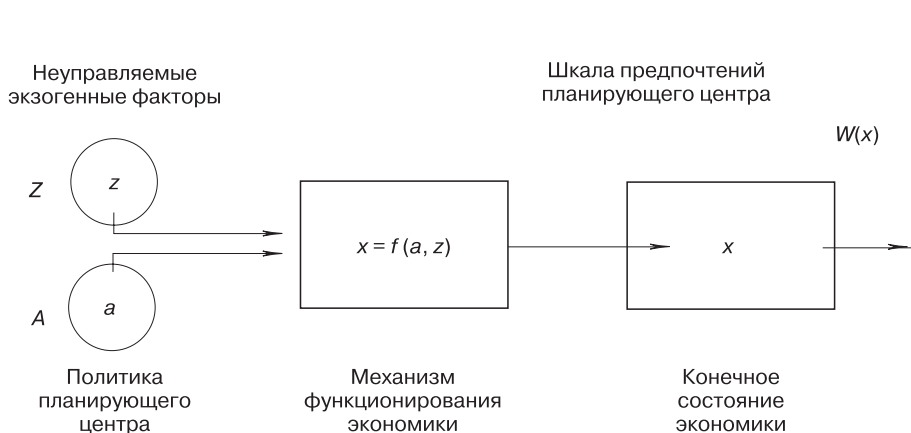 Неуправляемые
экзогенные факторы
Шкала предпочтений
планирующего центра
W(x)
Z
z
x = f (a, z)
x
A
a
Политика
планирующего
центра
Механизм
функционирования
экономики
Конечное
состояние
экономики